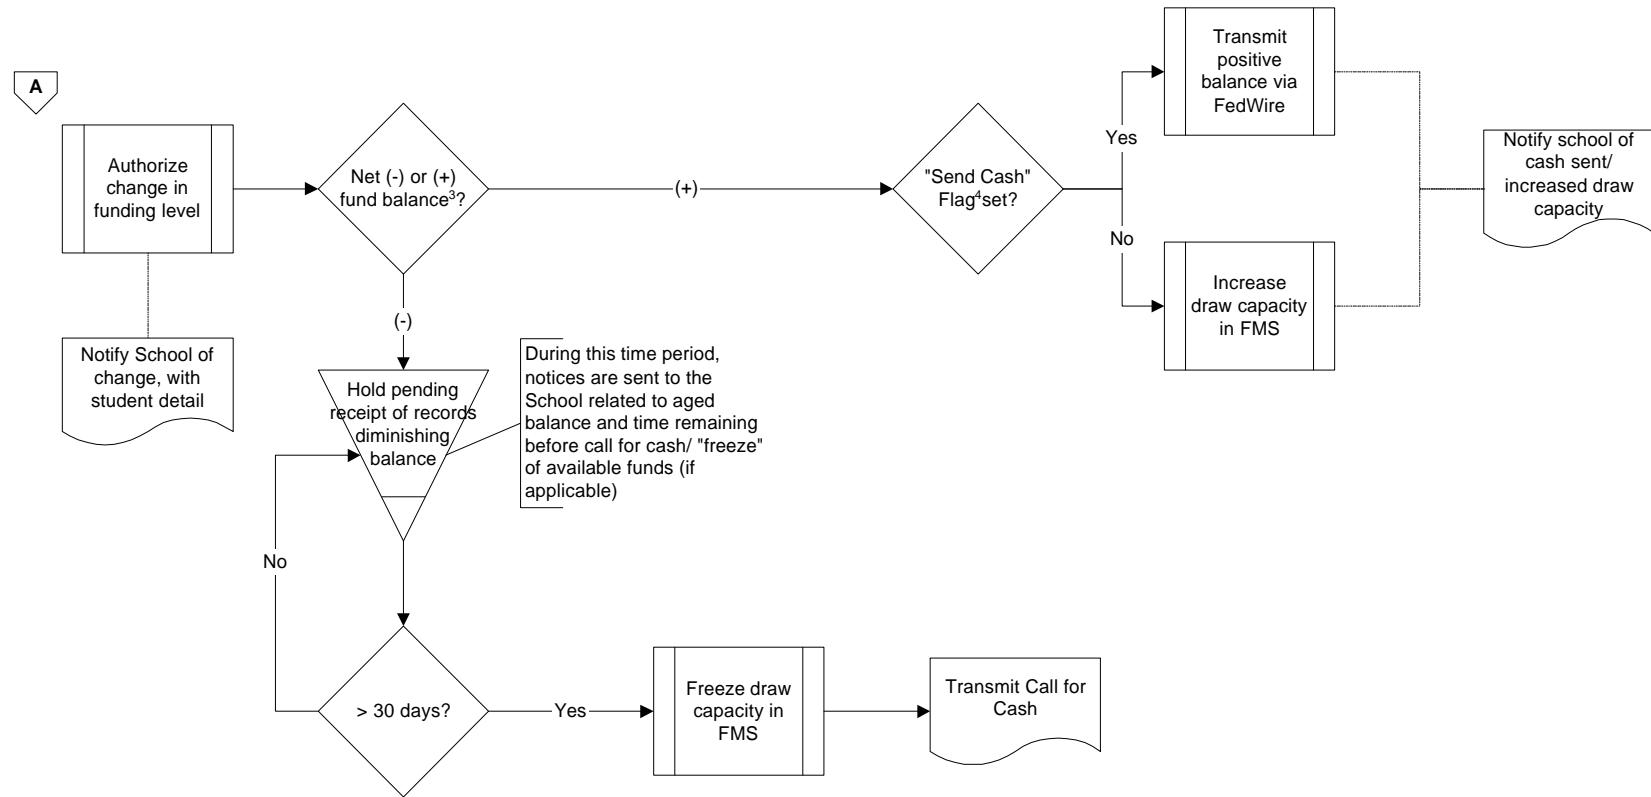 A
Authorize
change in
funding level
Notify School of
change, with
student detail
Net (-) or (+)
fund balance³?
(+)
(-)
"Send Cash"
Flag⁴set?
Yes
No
Transmit
positive
balance via
FedWire
Increase
draw capacity
in FMS
Notify school of
cash sent/
increased draw
capacity
Hold pending
receipt of records
diminishing
balance
During this time period,
notices are sent to the
School related to aged
balance and time remaining
before call for cash/ "freeze"
of available funds (if
applicable)
No
> 30 days?
Yes
Freeze draw
capacity in
FMS
Transmit Call for
Cash